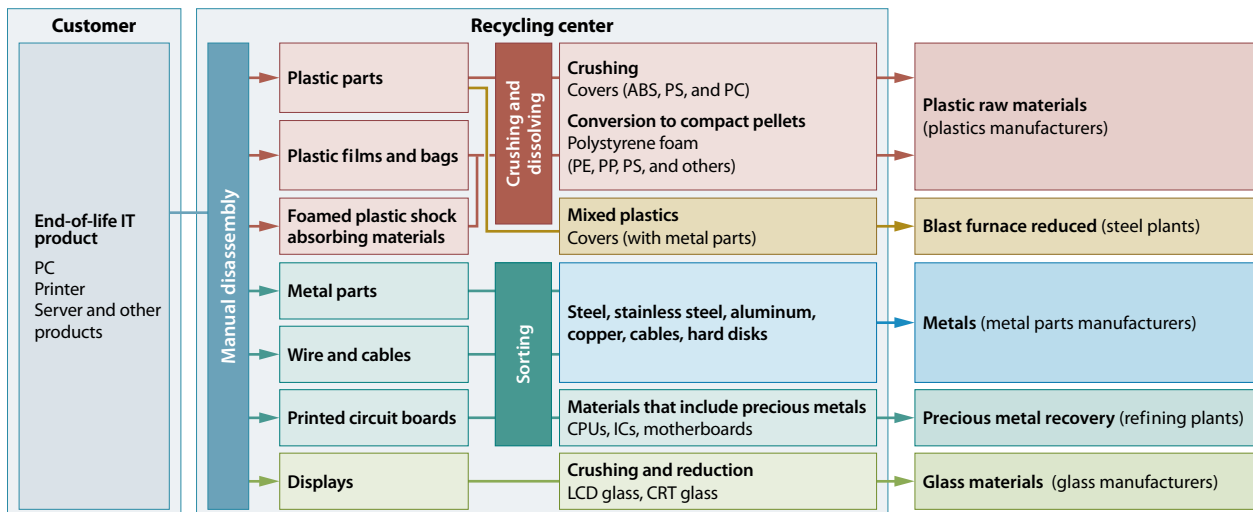 Customer
Recycling center
End-of-life IT
product
PC
Printer
Server and other
products
Manual disassembly
Plastic parts
Plastic films and bags
Foamed plastic shock
absorbing materials
Metal parts
Wire and cables
Printed circuit boards
Displays
Crushing and
dissolving
Sorting
Crushing
Covers (ABS, PS, and PC)
Conversion to compact pellets
Polystyrene foam
(PE, PP, PS, and others)
Mixed plastics
Covers (with metal parts)
Steel, stainless steel, aluminum,
copper, cables, hard disks
Materials that include precious metals
CPUs, ICs, motherboards
Crushing and reduction
LCD glass, CRT glass
Plastic raw materials
(plastics manufacturers)
Blast furnace reduced (steel plants)
Metals (metal parts manufacturers)
Precious metal recovery (refining plants)
Glass materials (glass manufacturers)